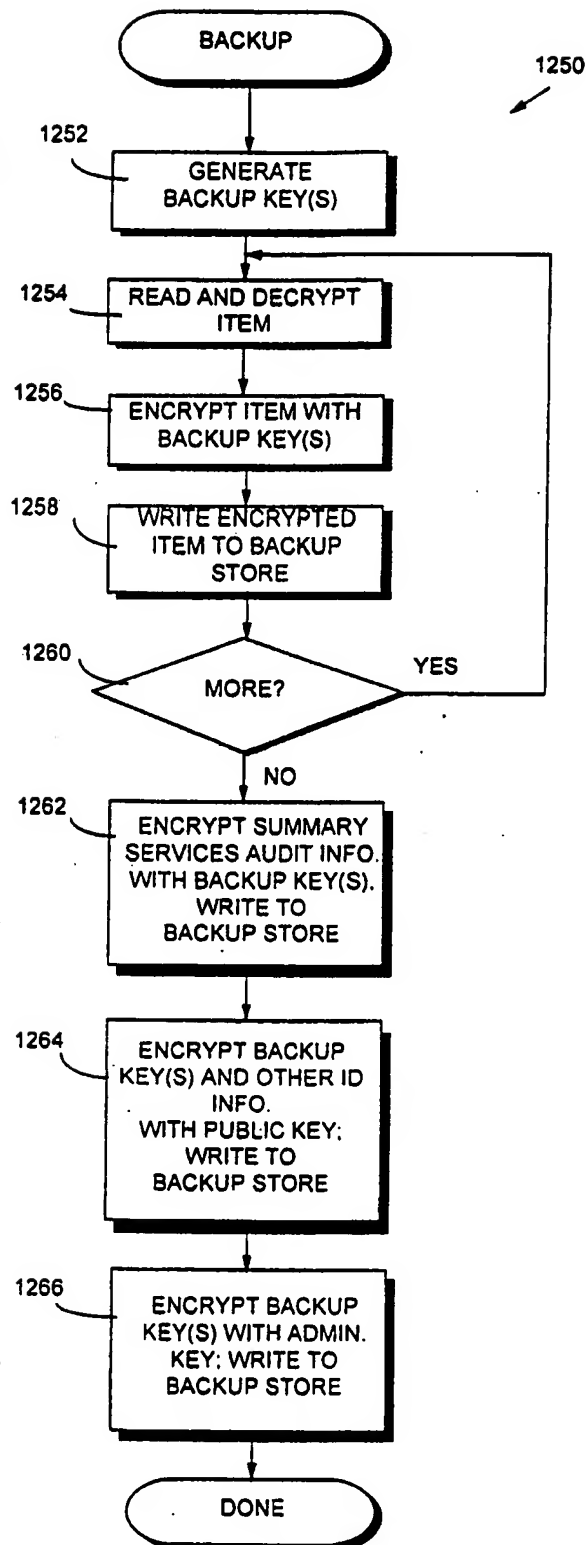 BACKUP
1250
1252
GENERATE
BACKUP KEY(S)
1254
READ AND DECRYPT
ITEM
1256
ENCRYPT ITEM WITH
BACKUP KEY(S)
1258
WRITE ENCRYPTED
ITEM TO BACKUP
STORE
1260
MORE?
YES
NO
1262
ENCRYPT SUMMARY
SERVICES AUDIT INFO.
WITH BACKUP KEY(S).
WRITE TO
BACKUP STORE
1264
ENCRYPT BACKUP
KEY(S) AND OTHER ID
INFO.
WITH PUBLIC KEY;
WRITE TO
BACKUP STORE
1266
ENCRYPT BACKUP
KEY(S) WITH ADMIN.
KEY; WRITE TO
BACKUP STORE
DONE